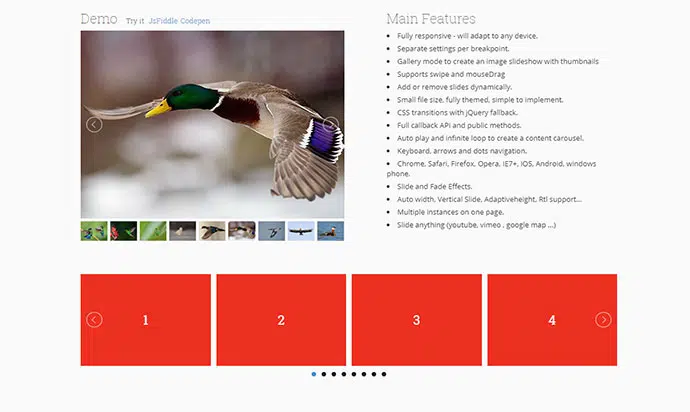 Demo Try it JsFiddle Codepen
Main Features
Fully responsive - will adapt to any device.
Separate settings per breakpoint.
Gallery mode to create an image slideshow with thumbnails
Supports swipe and mouseDrag
Add or remove slides dynamically.
Small file size, fully themed, simple to implement.
CSS transitions with jQuery fallback.
Full callback API and public methods.
Auto play and infinite loop to create a content carousel.
Keyboard, arrows and dots navigation.
Chrome, Safari, Firefox, Opera, IE7+, IOS, Android, windows
phone.
Slide and Fade Effects.
Auto width, Vertical Slide, Adaptiveheight, Rtl support...
Multiple instances on one page.
Slide anything (youtube, vimeo , google map ...)
1 2 3 4